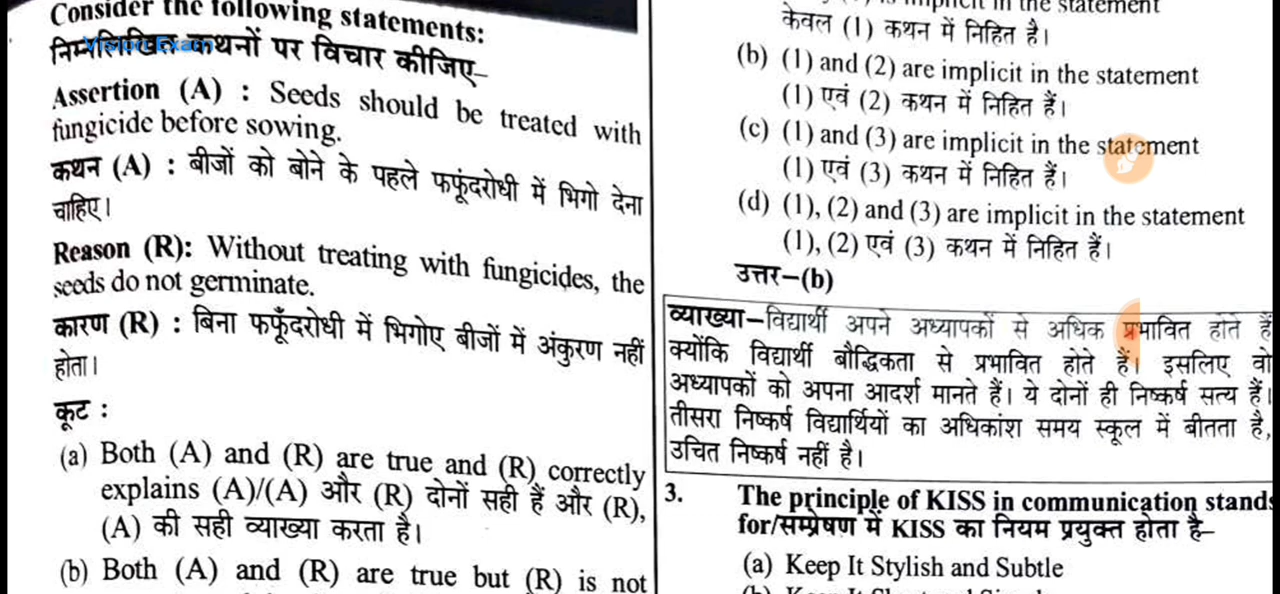 Consider the following statements:
निम्नलिखित कथनों पर विचार कीजिए–
Vision Exam
Assertion (A) : Seeds should be treated with
fungicide before sowing.
कथन (A) : बीजों को बोने के पहले फफूंदरोधी में भिगो देना
चाहिए।
Reason (R): Without treating with fungicides, the
seeds do not germinate.
कारण (R) : बिना फफूँदरोधी में भिगोए बीजों में अंकुरण नहीं
होता।
कूट :
(a) Both (A) and (R) are true and (R) correctly
explains (A)/(A) और (R) दोनों सही हैं और (R),
(A) की सही व्याख्या करता है।
(b) Both (A) and (R) are true but (R) is not
is implicit in the statement
केवल (1) कथन में निहित है।
(b) (1) and (2) are implicit in the statement
(1) एवं (2) कथन में निहित हैं।
(c) (1) and (3) are implicit in the statement
(1) एवं (3) कथन में निहित हैं।
(d) (1), (2) and (3) are implicit in the statement
(1), (2) एवं (3) कथन में निहित हैं।
उत्तर–(b)
व्याख्या–विद्यार्थी अपने अध्यापकों से अधिक प्रभावित होते हैं
क्योंकि विद्यार्थी बौद्धिकता से प्रभावित होते हैं। इसलिए वो
अध्यापकों को अपना आदर्श मानते हैं। ये दोनों ही निष्कर्ष सत्य हैं।
तीसरा निष्कर्ष विद्यार्थियों का अधिकांश समय स्कूल में बीतता है,
उचित निष्कर्ष नहीं है।
3. The principle of KISS in communication stands
for/सम्प्रेषण में KISS का नियम प्रयुक्त होता है–
(a) Keep It Stylish and Subtle